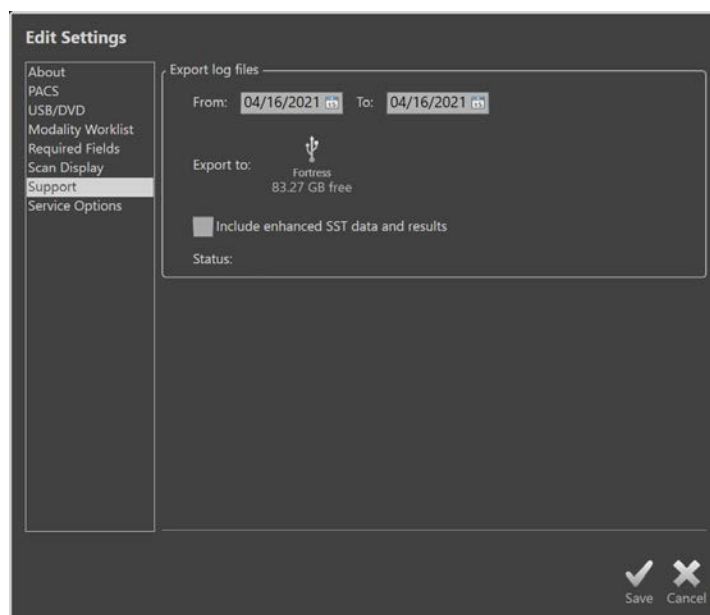 Edit Settings
About
PACS
USB/DVD
Modality Worklist
Required Fields
Scan Display
Support
Service Options
Export log files
From: 04/16/2021 To: 04/16/2021
Export to:
Fortress
83.27 GB free
Include enhanced SST data and results
Status:
Save Cancel